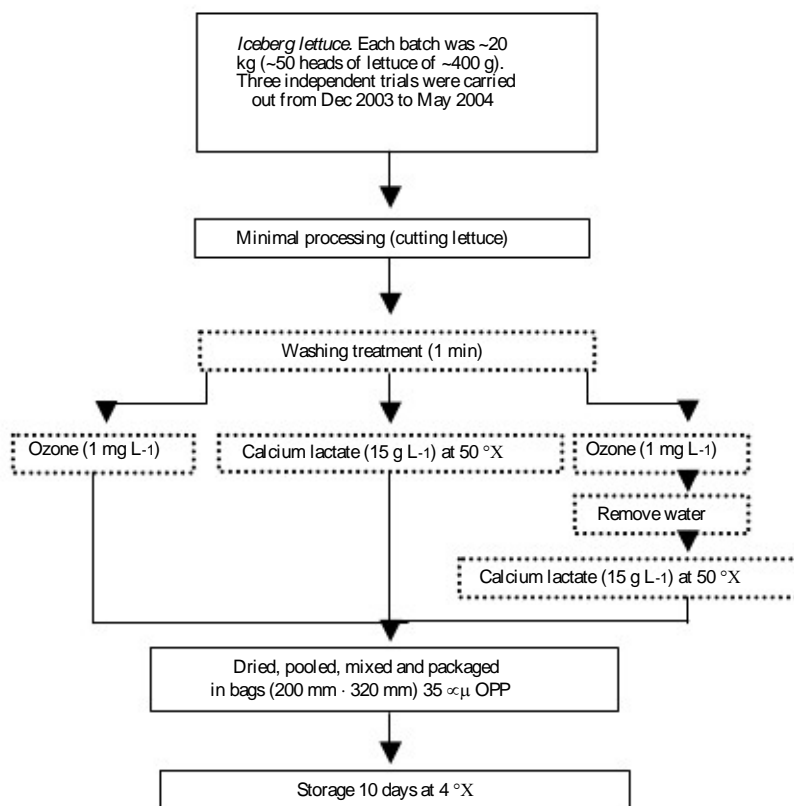 Iceberg lettuce. Each batch was ~20
kg (~50 heads of lettuce of ~400 g).
Three independent trials were carried
out from Dec 2003 to May 2004
Minimal processing (cutting lettuce)
Washing treatment (1 min)
Ozone (1 mg L-1)
Calcium lactate (15 g L-1) at 50 °X
Ozone (1 mg L-1)
Remove water
Calcium lactate (15 g L-1) at 50 °X
Dried, pooled, mixed and packaged
in bags (200 mm · 320 mm) 35 ∝μ OPP
Storage 10 days at 4 °X